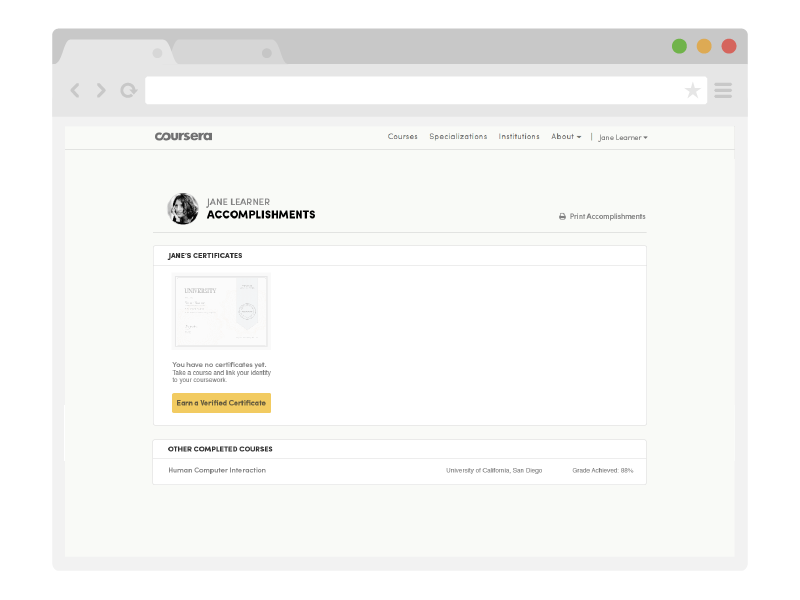 coursera
Courses Specializations Institutions About | Jane Learner
JANE LEARNER
ACCOMPLISHMENTS
Print Accomplishments
JANE'S CERTIFICATES
UNIVERSITY
You have no certificates yet.
Take a course and link your identity
to your coursework.
Earn a Verified Certificate
OTHER COMPLETED COURSES
Human Computer Interaction University of California, San Diego Grade Achieved: 88%